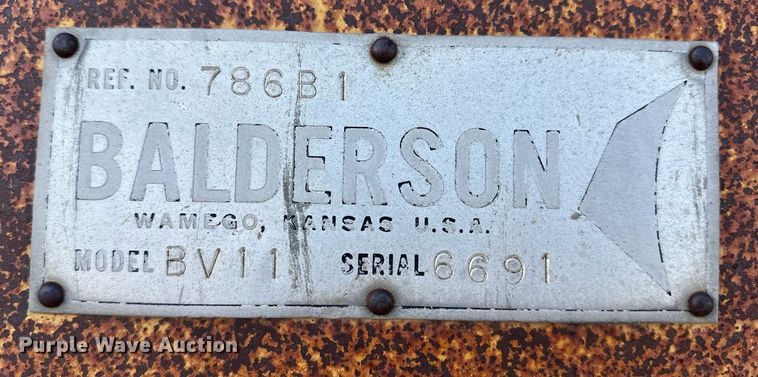 REF. NO. 786B1
BALDERSON
WAMEGO, KANSAS U.S.A.
MODEL BV11 SERIAL 6691
Purple Wave Auction